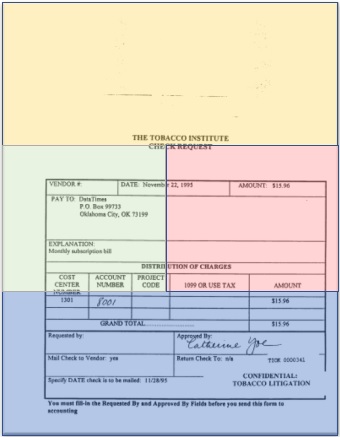 THE TOBACCO INSTITUTE
CHECK REQUEST
VENDOR #: DATE: November 22, 1995 AMOUNT: $15.96
PAY TO: DataTimes
P.O. Box 99733
Oklahoma City, OK 73199
EXPLANATION:
Monthly subscription bill
DISTRIBUTION OF CHARGES
COST CENTER NUMBER ACCOUNT NUMBER PROJECT CODE 1099 OR USE TAX AMOUNT
1301 8001 $15.96
GRAND TOTAL $15.96
Requested by: Approved By:
Catherine Yoe
Mail Check to Vendor: yes Return Check To: n/a TSOK 0000341
Specify DATE check is to be mailed: 11/28/95 CONFIDENTIAL:
TOBACCO LITIGATION
You must fill-in the Requested By and Approved By Fields before you send this form to
accounting